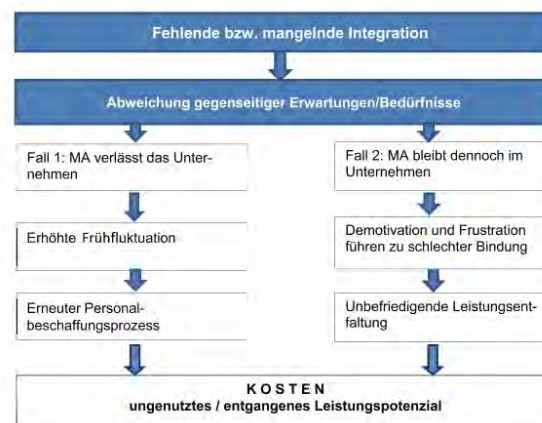 Fehlende bzw. mangelnde Integration
Abweichung gegenseitiger Erwartungen/Bedürfnisse
Fall 1: MA verlässt das Unter-
nehmen
Erhöhte Frühfluktuation
Erneuter Personal-
beschaffungsprozess
Fall 2: MA bleibt dennoch im
Unternehmen
Demotivation und Frustration
führen zu schlechter Bindung
Unbefriedigende Leistungsent-
faltung
K O S T E N
ungenutztes / entgangenes Leistungspotenzial